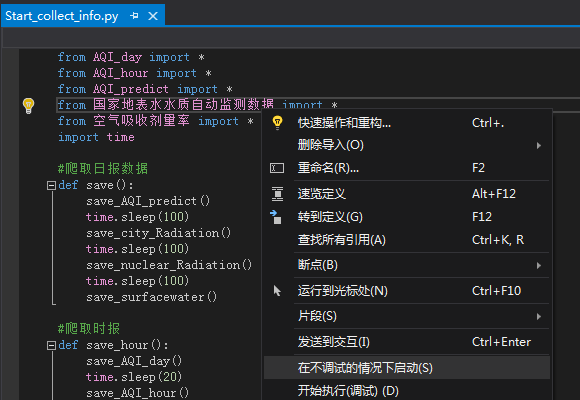 Start_collect_info.py
from AQI_day import *
from AQI_hour import *
from AQI_predict import *
from 国家地表水水质自动监测数据 import *
from 空气吸收剂量率 import *
import time
#爬取日报数据
def save():
save_AQI_predict()
time.sleep(100)
save_city_Radiation()
time.sleep(100)
save_nuclear_Radiation()
time.sleep(100)
save_surfacewater()
#爬取时报
def save_hour():
save_AQI_day()
time.sleep(20)
save_AQI_hour()
快速操作和重构... Ctrl+.
删除导入(O)
重命名(R)... F2
速览定义 Alt+F12
转到定义(G) F12
查找所有引用(A) Ctrl+K, R
断点(B)
运行到光标处(N) Ctrl+F10
片段(S)
发送到交互(I) Ctrl+Enter
在不调试的情况下启动(S)
开始执行(调试) (D)